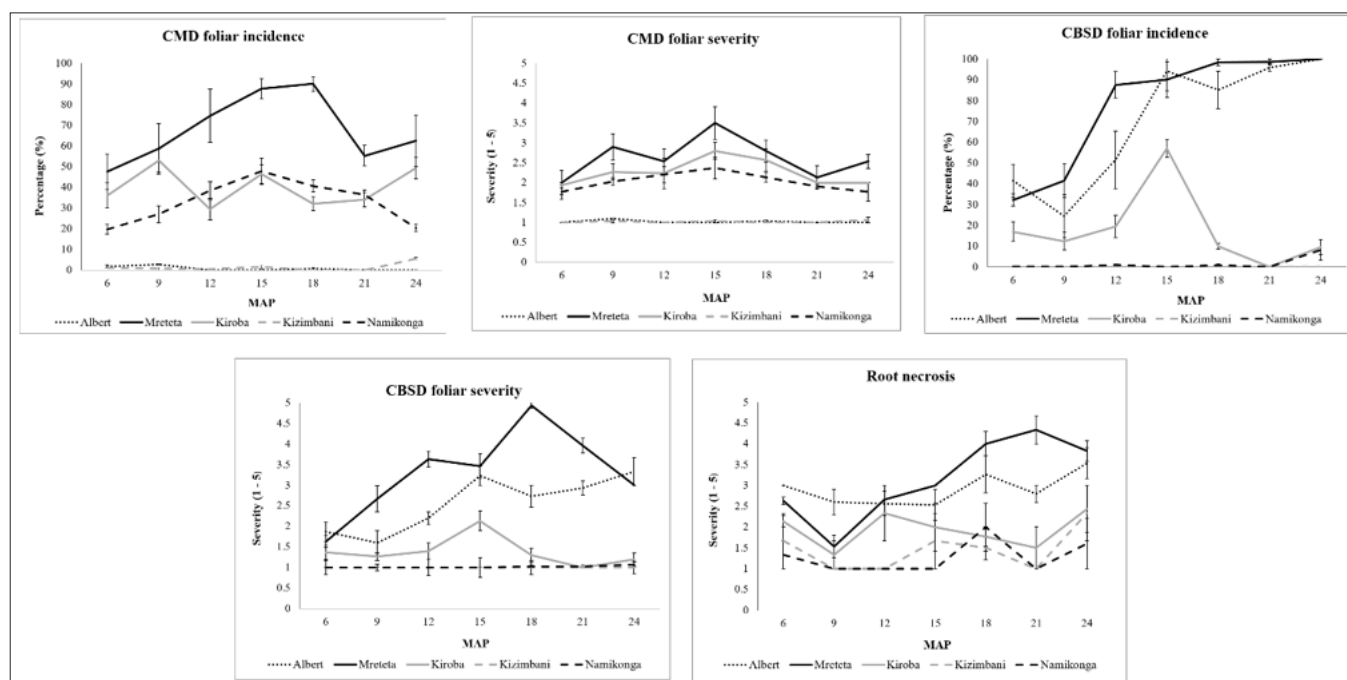 CMD foliar incidence
Percentage (%)
100
90
80
70
60
50
40
30
20
10
0
6 9 12 15 18 21 24
MAP
Albert Mreteta Kiroba Kizimbani Namikonga
CMD foliar severity
Severity (1 - 5)
5
4.5
4
3.5
3
2.5
2
1.5
1
0.5
0
6 9 12 15 18 21 24
MAP
Albert Mreteta Kiroba Kizimbani Namikonga
CBSD foliar incidence
Percentage (%)
100
90
80
70
60
50
40
30
20
10
0
6 9 12 15 18 21 24
MAP
Albert Mreteta Kiroba Kizimbani Namikonga
CBSD foliar severity
Severity (1 - 5)
5
4.5
4
3.5
3
2.5
2
1.5
1
0.5
0
6 9 12 15 18 21 24
MAP
Albert Mreteta Kiroba Kizimbani Namikonga
Root necrosis
Severity (1 - 5)
5
4.5
4
3.5
3
2.5
2
1.5
1
0.5
0
6 9 12 15 18 21 24
MAP
Albert Mreteta Kiroba Kizimbani Namikonga